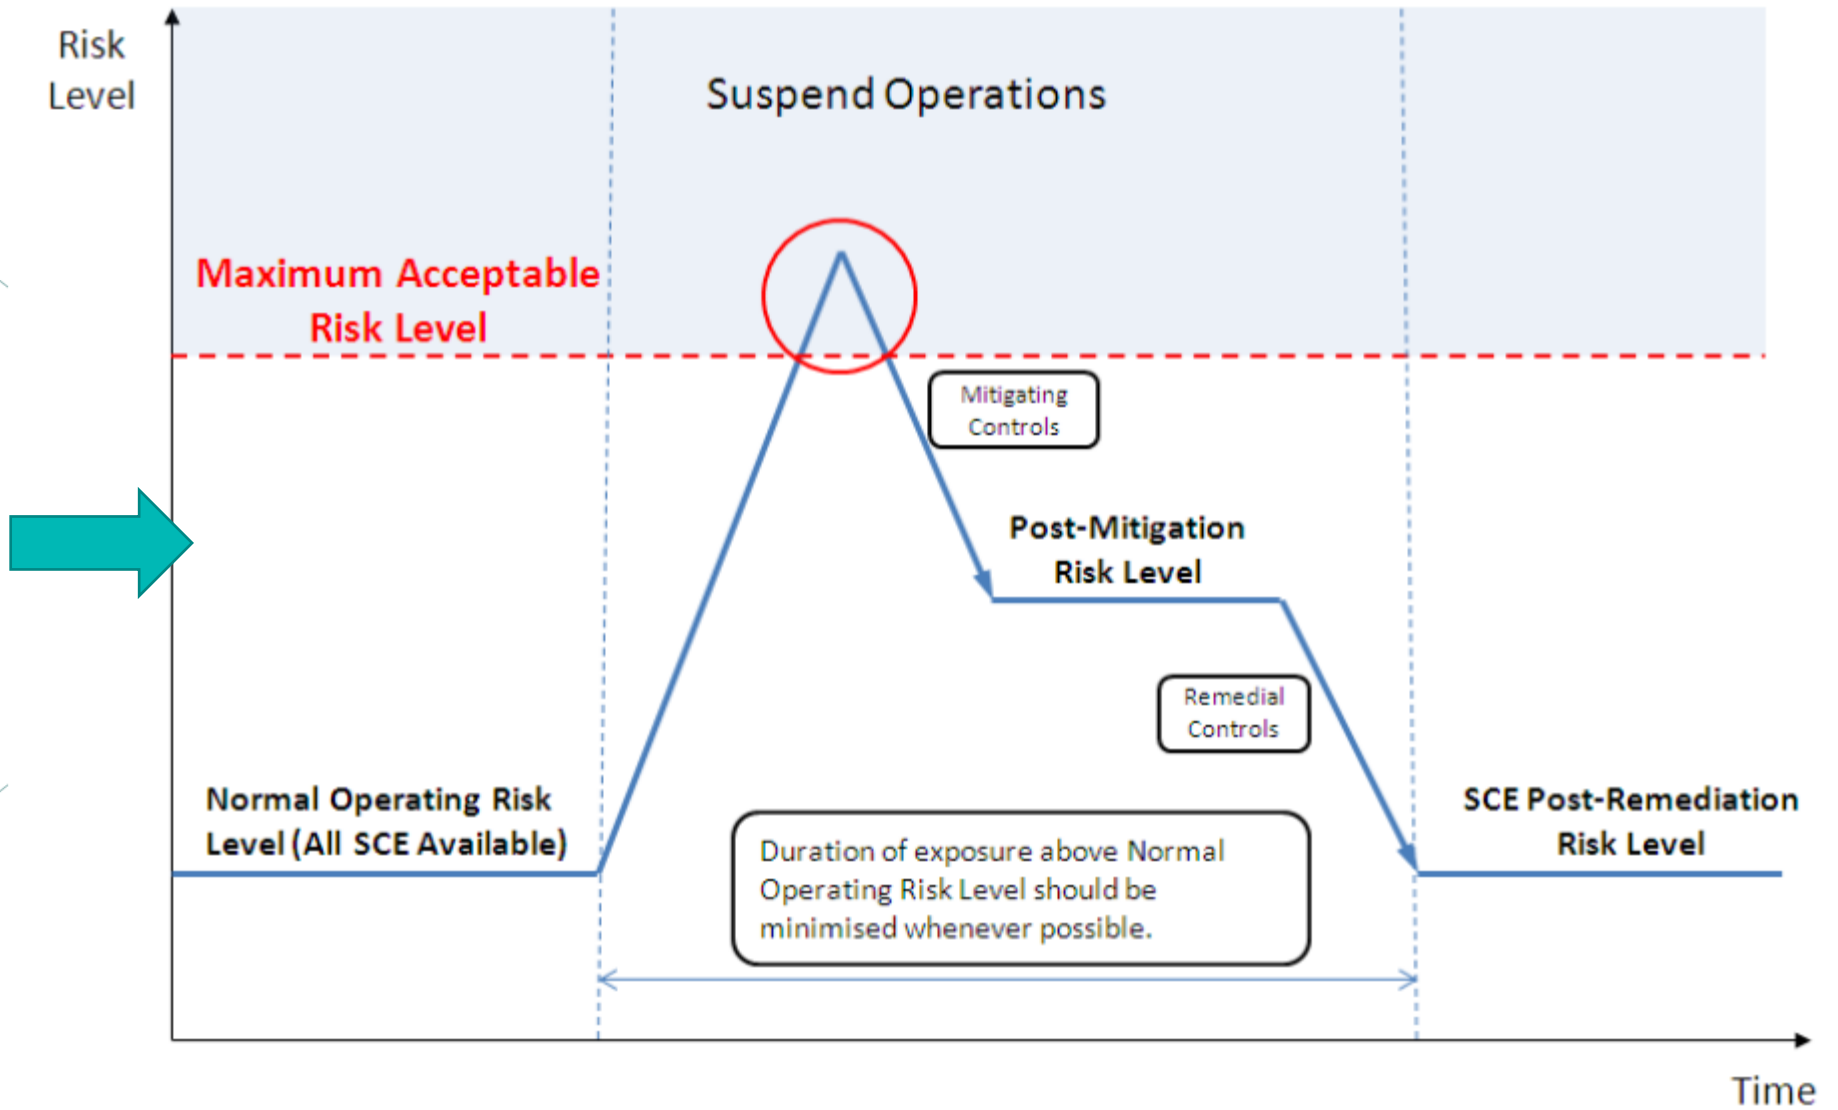 Risk
Level
Suspend Operations
Maximum Acceptable
Risk Level
Mitigating
Controls
Post-Mitigation
Risk Level
Remedial
Controls
Normal Operating Risk
Level (All SCE Available)
SCE Post-Remediation
Risk Level
Duration of exposure above Normal
Operating Risk Level should be
minimised whenever possible.
Time